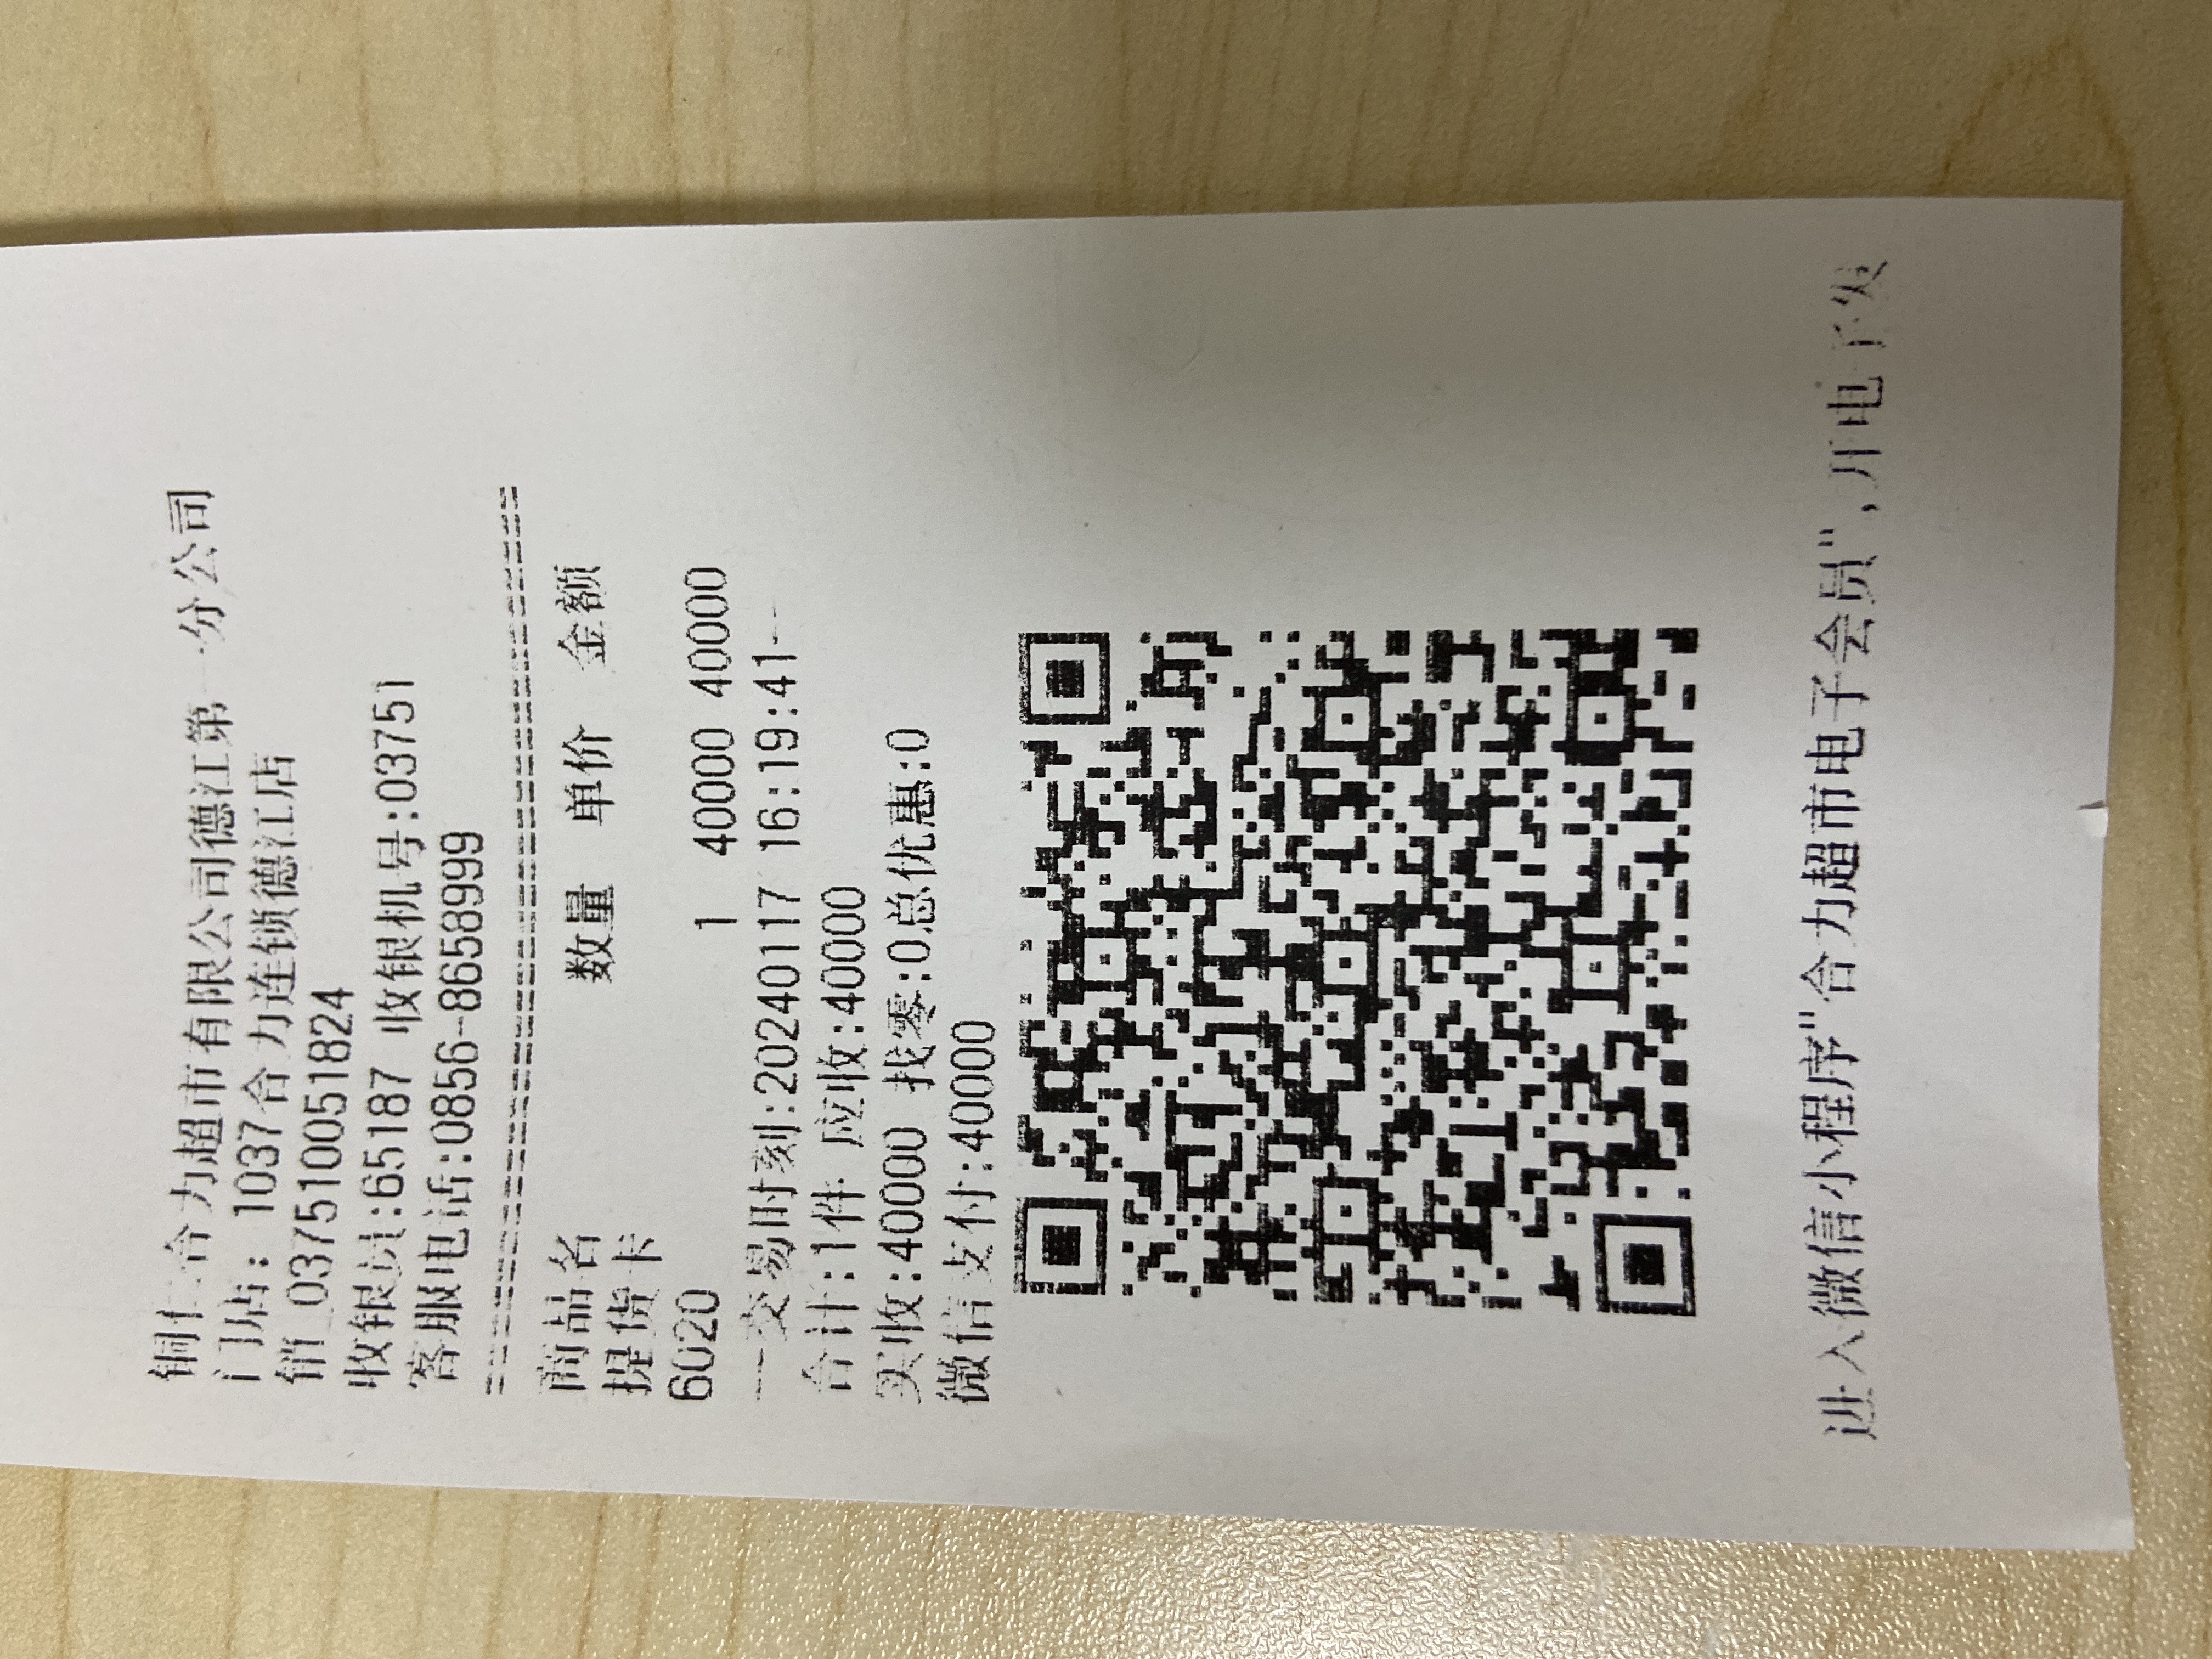 铜仁合力超市有限公司德江第一分公司
门店: 1037合力连锁德江店
销 037510051824
收银员:65187 收银机号:03751
客服电话:0856-8658999
========================================
商品名 数量 单价 金额
提货卡
6020 1 40000 40000
--交易时刻:20240117 16:19:41--
合计:1件 应收:40000
实收:40000 找零:0总优惠:0
微信支付:40000
进入微信小程序"合力超市电子会员", 开电子发